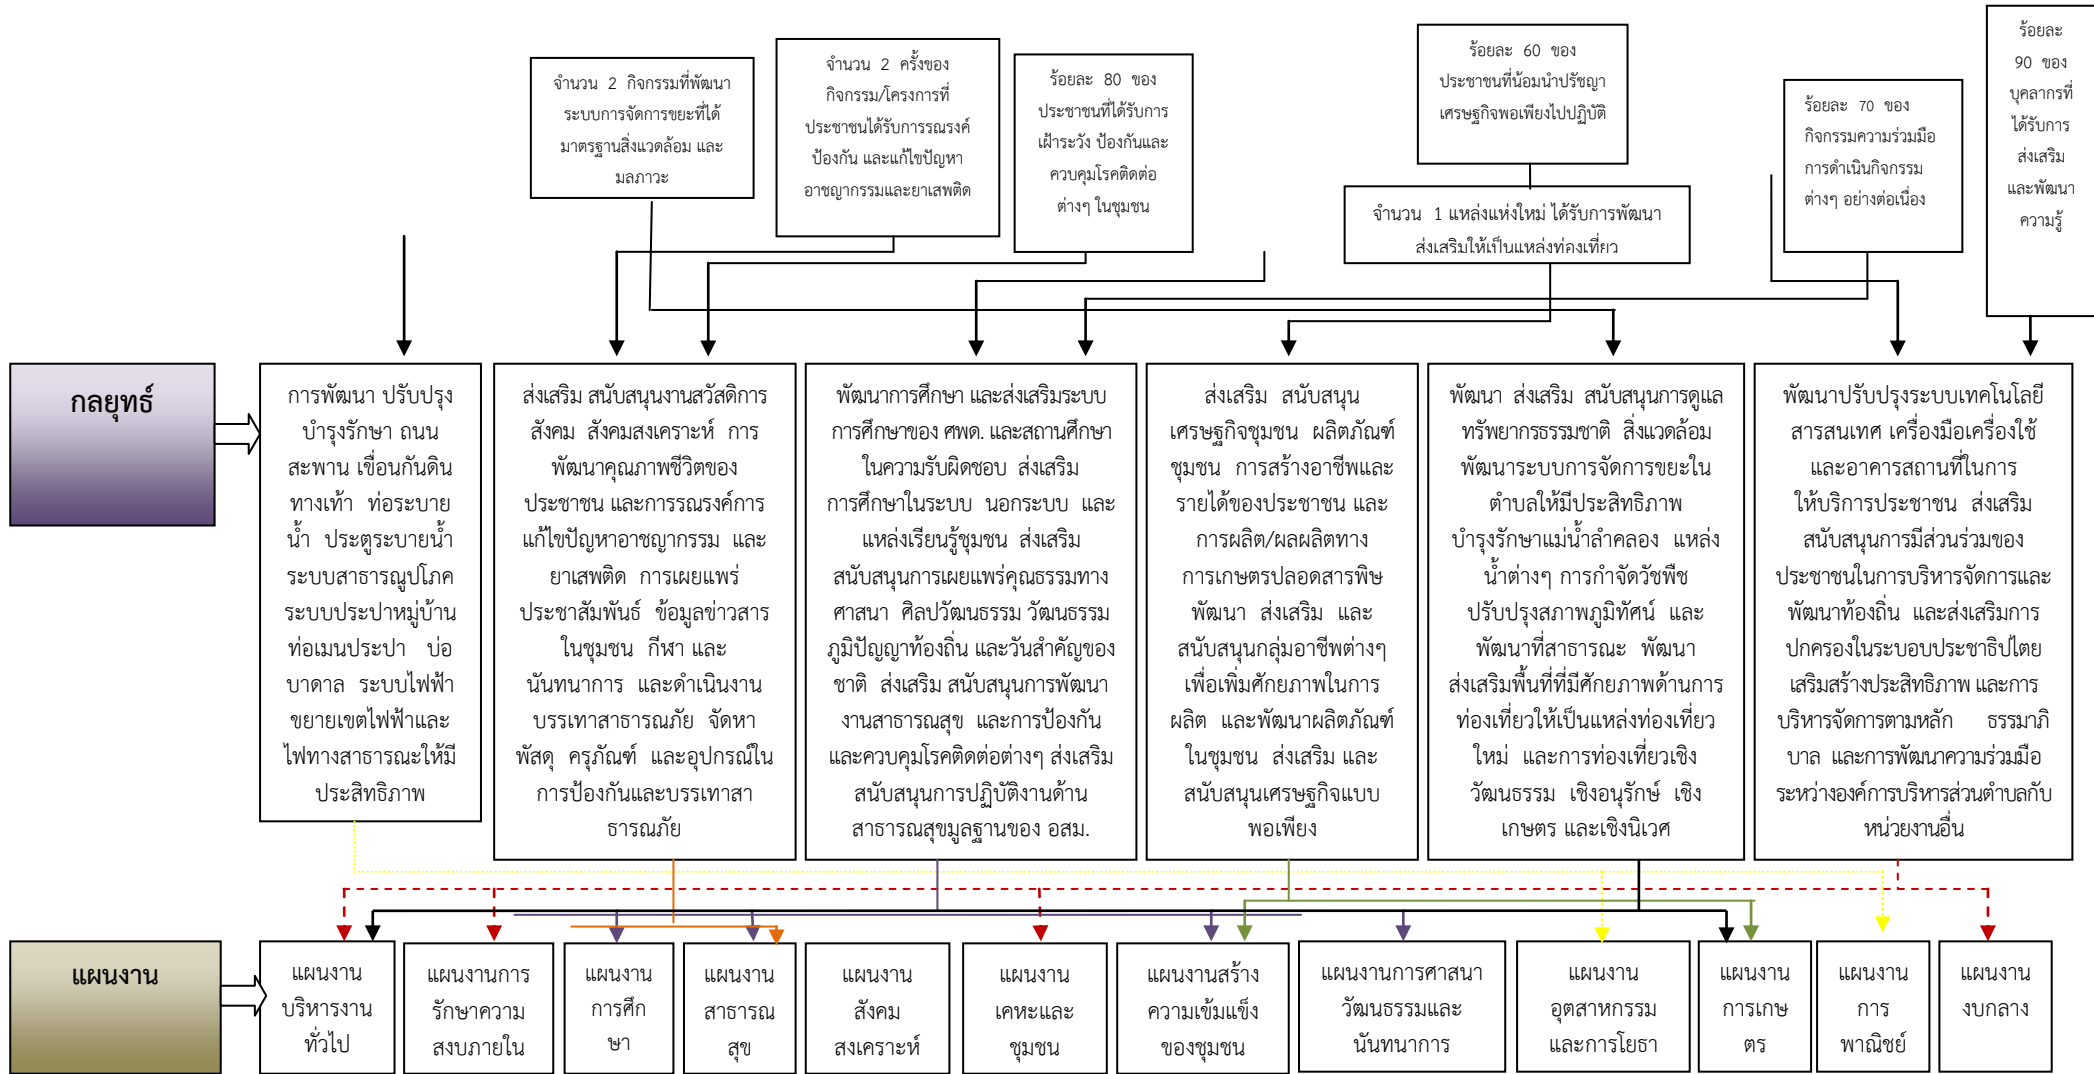 จำนวน 2 กิจกรรมที่พัฒนา
ระบบการจัดการขยะที่ได้
มาตรฐานสิ่งแวดล้อม และ
มลภาวะ
จำนวน 2 ครั้งของ
กิจกรรม/โครงการที่
ประชาชนได้รับการรณรงค์
ป้องกัน และแก้ไขปัญหา
อาชญากรรมและยาเสพติด
ร้อยละ 80 ของ
ประชาชนที่ได้รับการ
เฝ้าระวัง ป้องกันและ
ควบคุมโรคติดต่อ
ต่างๆ ในชุมชน
ร้อยละ 60 ของ
ประชาชนที่น้อมนำปรัชญา
เศรษฐกิจพอเพียงไปปฏิบัติ
จำนวน 1 แหล่งแห่งใหม่ ได้รับการพัฒนา
ส่งเสริมให้เป็นแหล่งท่องเที่ยว
ร้อยละ 70 ของ
กิจกรรมความร่วมมือ
การดำเนินกิจกรรม
ต่างๆ อย่างต่อเนื่อง
ร้อยละ
90 ของ
บุคลากรที่
ได้รับการ
ส่งเสริม
และพัฒนา
ความรู้
กลยุทธ์
การพัฒนา ปรับปรุง
บำรุงรักษา ถนน
สะพาน เขื่อนกันดิน
ทางเท้า ท่อระบาย
น้ำ ประตูระบายน้ำ
ระบบสาธารณูปโภค
ระบบประปาหมู่บ้าน
ท่อเมนประปา บ่อ
บาดาล ระบบไฟฟ้า
ขยายเขตไฟฟ้าและ
ไฟทางสาธารณะให้มี
ประสิทธิภาพ
ส่งเสริม สนับสนุนงานสวัสดิการ
สังคม สังคมสงเคราะห์ การ
พัฒนาคุณภาพชีวิตของ
ประชาชน และการรณรงค์การ
แก้ไขปัญหาอาชญากรรม และ
ยาเสพติด การเผยแพร่
ประชาสัมพันธ์ ข้อมูลข่าวสาร
ในชุมชน กีฬา และ
นันทนาการ และดำเนินงาน
บรรเทาสาธารณภัย จัดหา
พัสดุ ครุภัณฑ์ และอุปกรณ์ใน
การป้องกันและบรรเทาสา
ธารณภัย
พัฒนาการศึกษา และส่งเสริมระบบ
การศึกษาของ ศพด. และสถานศึกษา
ในความรับผิดชอบ ส่งเสริม
การศึกษาในระบบ นอกระบบ และ
แหล่งเรียนรู้ชุมชน ส่งเสริม
สนับสนุนการเผยแพร่คุณธรรมทาง
ศาสนา ศิลปวัฒนธรรม วัฒนธรรม
ภูมิปัญญาท้องถิ่น และวันสำคัญของ
ชาติ ส่งเสริม สนับสนุนการพัฒนา
งานสาธารณสุข และการป้องกัน
และควบคุมโรคติดต่อต่างๆ ส่งเสริม
สนับสนุนการปฏิบัติงานด้าน
สาธารณสุขมูลฐานของ อสม.
ส่งเสริม สนับสนุน
เศรษฐกิจชุมชน ผลิตภัณฑ์
ชุมชน การสร้างอาชีพและ
รายได้ของประชาชน และ
การผลิต/ผลผลิตทาง
การเกษตรปลอดสารพิษ
พัฒนา ส่งเสริม และ
สนับสนุนกลุ่มอาชีพต่างๆ
เพื่อเพิ่มศักยภาพในการ
ผลิต และพัฒนาผลิตภัณฑ์
ในชุมชน ส่งเสริม และ
สนับสนุนเศรษฐกิจแบบ
พอเพียง
พัฒนา ส่งเสริม สนับสนุนการดูแล
ทรัพยากรธรรมชาติ สิ่งแวดล้อม
พัฒนาระบบการจัดการขยะใน
ตำบลให้มีประสิทธิภาพ
บำรุงรักษาแม่น้ำลำคลอง แหล่ง
น้ำต่างๆ การกำจัดวัชพืช
ปรับปรุงสภาพภูมิทัศน์ และ
พัฒนาที่สาธารณะ พัฒนา
ส่งเสริมพื้นที่ที่มีศักยภาพด้านการ
ท่องเที่ยวให้เป็นแหล่งท่องเที่ยว
ใหม่ และการท่องเที่ยวเชิง
วัฒนธรรม เชิงอนุรักษ์ เชิง
เกษตร และเชิงนิเวศ
พัฒนาปรับปรุงระบบเทคโนโลยี
สารสนเทศ เครื่องมือเครื่องใช้
และอาคารสถานที่ในการ
ให้บริการประชาชน ส่งเสริม
สนับสนุนการมีส่วนร่วมของ
ประชาชนในการบริหารจัดการและ
พัฒนาท้องถิ่น และส่งเสริมการ
ปกครองในระบอบประชาธิปไตย
เสริมสร้างประสิทธิภาพ และการ
บริหารจัดการตามหลัก ธรรมาภิ
บาล และการพัฒนาความร่วมมือ
ระหว่างองค์การบริหารส่วนตำบลกับ
หน่วยงานอื่น
แผนงาน
แผนงาน
บริหารงาน
ทั่วไป
แผนงานการ
รักษาความ
สงบภายใน
แผนงาน
การศึก
ษา
แผนงาน
สาธารณ
สุข
แผนงาน
สังคม
สงเคราะห์
แผนงาน
เคหะและ
ชุมชน
แผนงานสร้าง
ความเข้มแข็ง
ของชุมชน
แผนงานการศาสนา
วัฒนธรรมและ
นันทนาการ
แผนงาน
อุตสาหกรรม
และการโยธา
แผนงาน
การเกษ
ตร
แผนงาน
การ
พาณิชย์
แผนงาน
งบกลาง